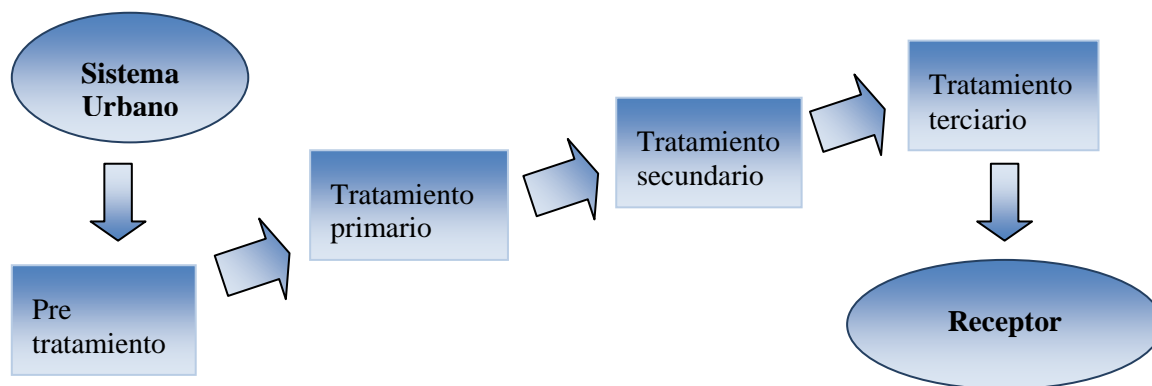 Sistema
Urbano
Pre
tratamiento
Tratamiento
primario
Tratamiento
secundario
Tratamiento
terciario
Receptor